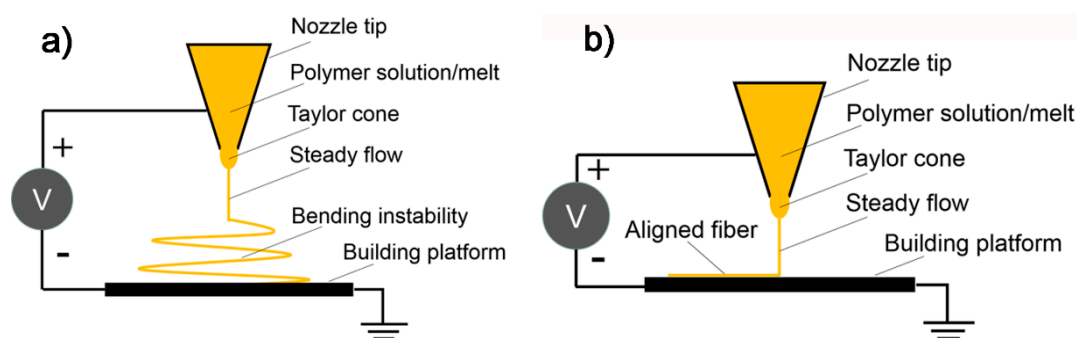 a)
Nozzle tip
Polymer solution/melt
Taylor cone
Steady flow
Bending instability
Building platform
+
V
-
b)
Nozzle tip
Polymer solution/melt
Taylor cone
Steady flow
Aligned fiber
Building platform
+
V
-